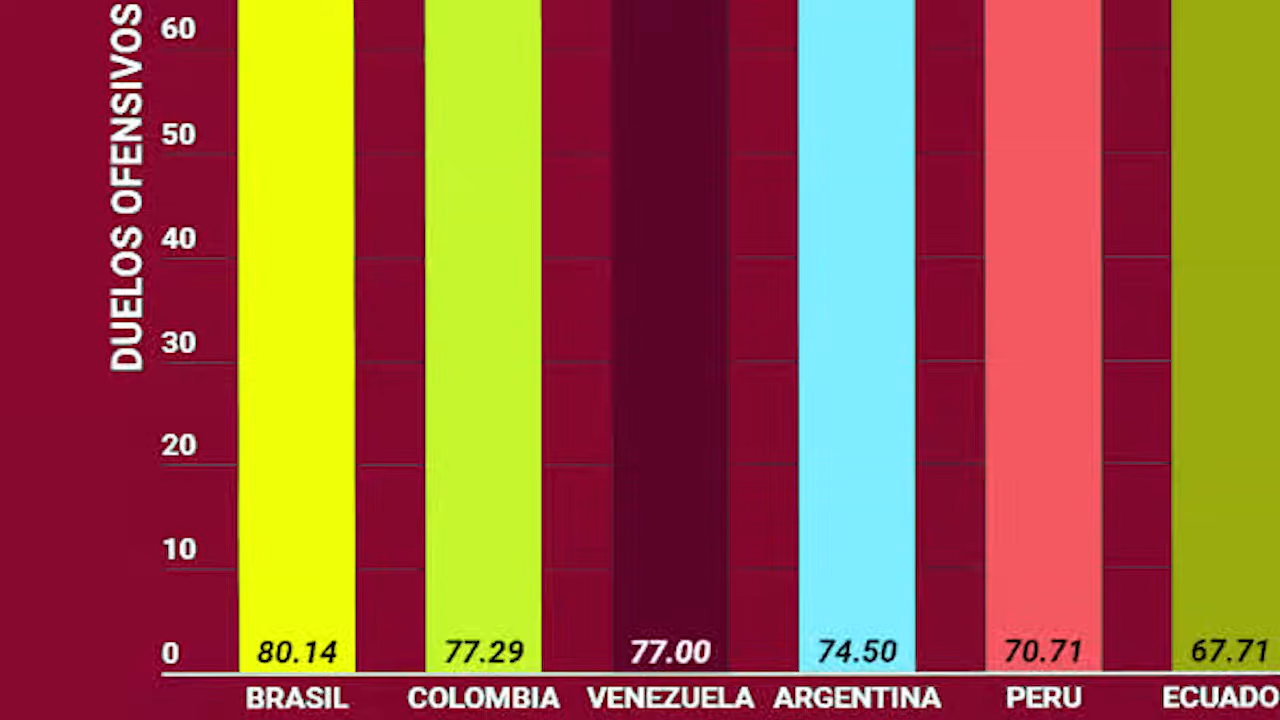 DUELOS OFENSIVOS
60
50
40
30
20
10
0
80.14 77.29 77.00 74.50 70.71 67.71
BRASIL COLOMBIA VENEZUELA ARGENTINA PERU ECUADO